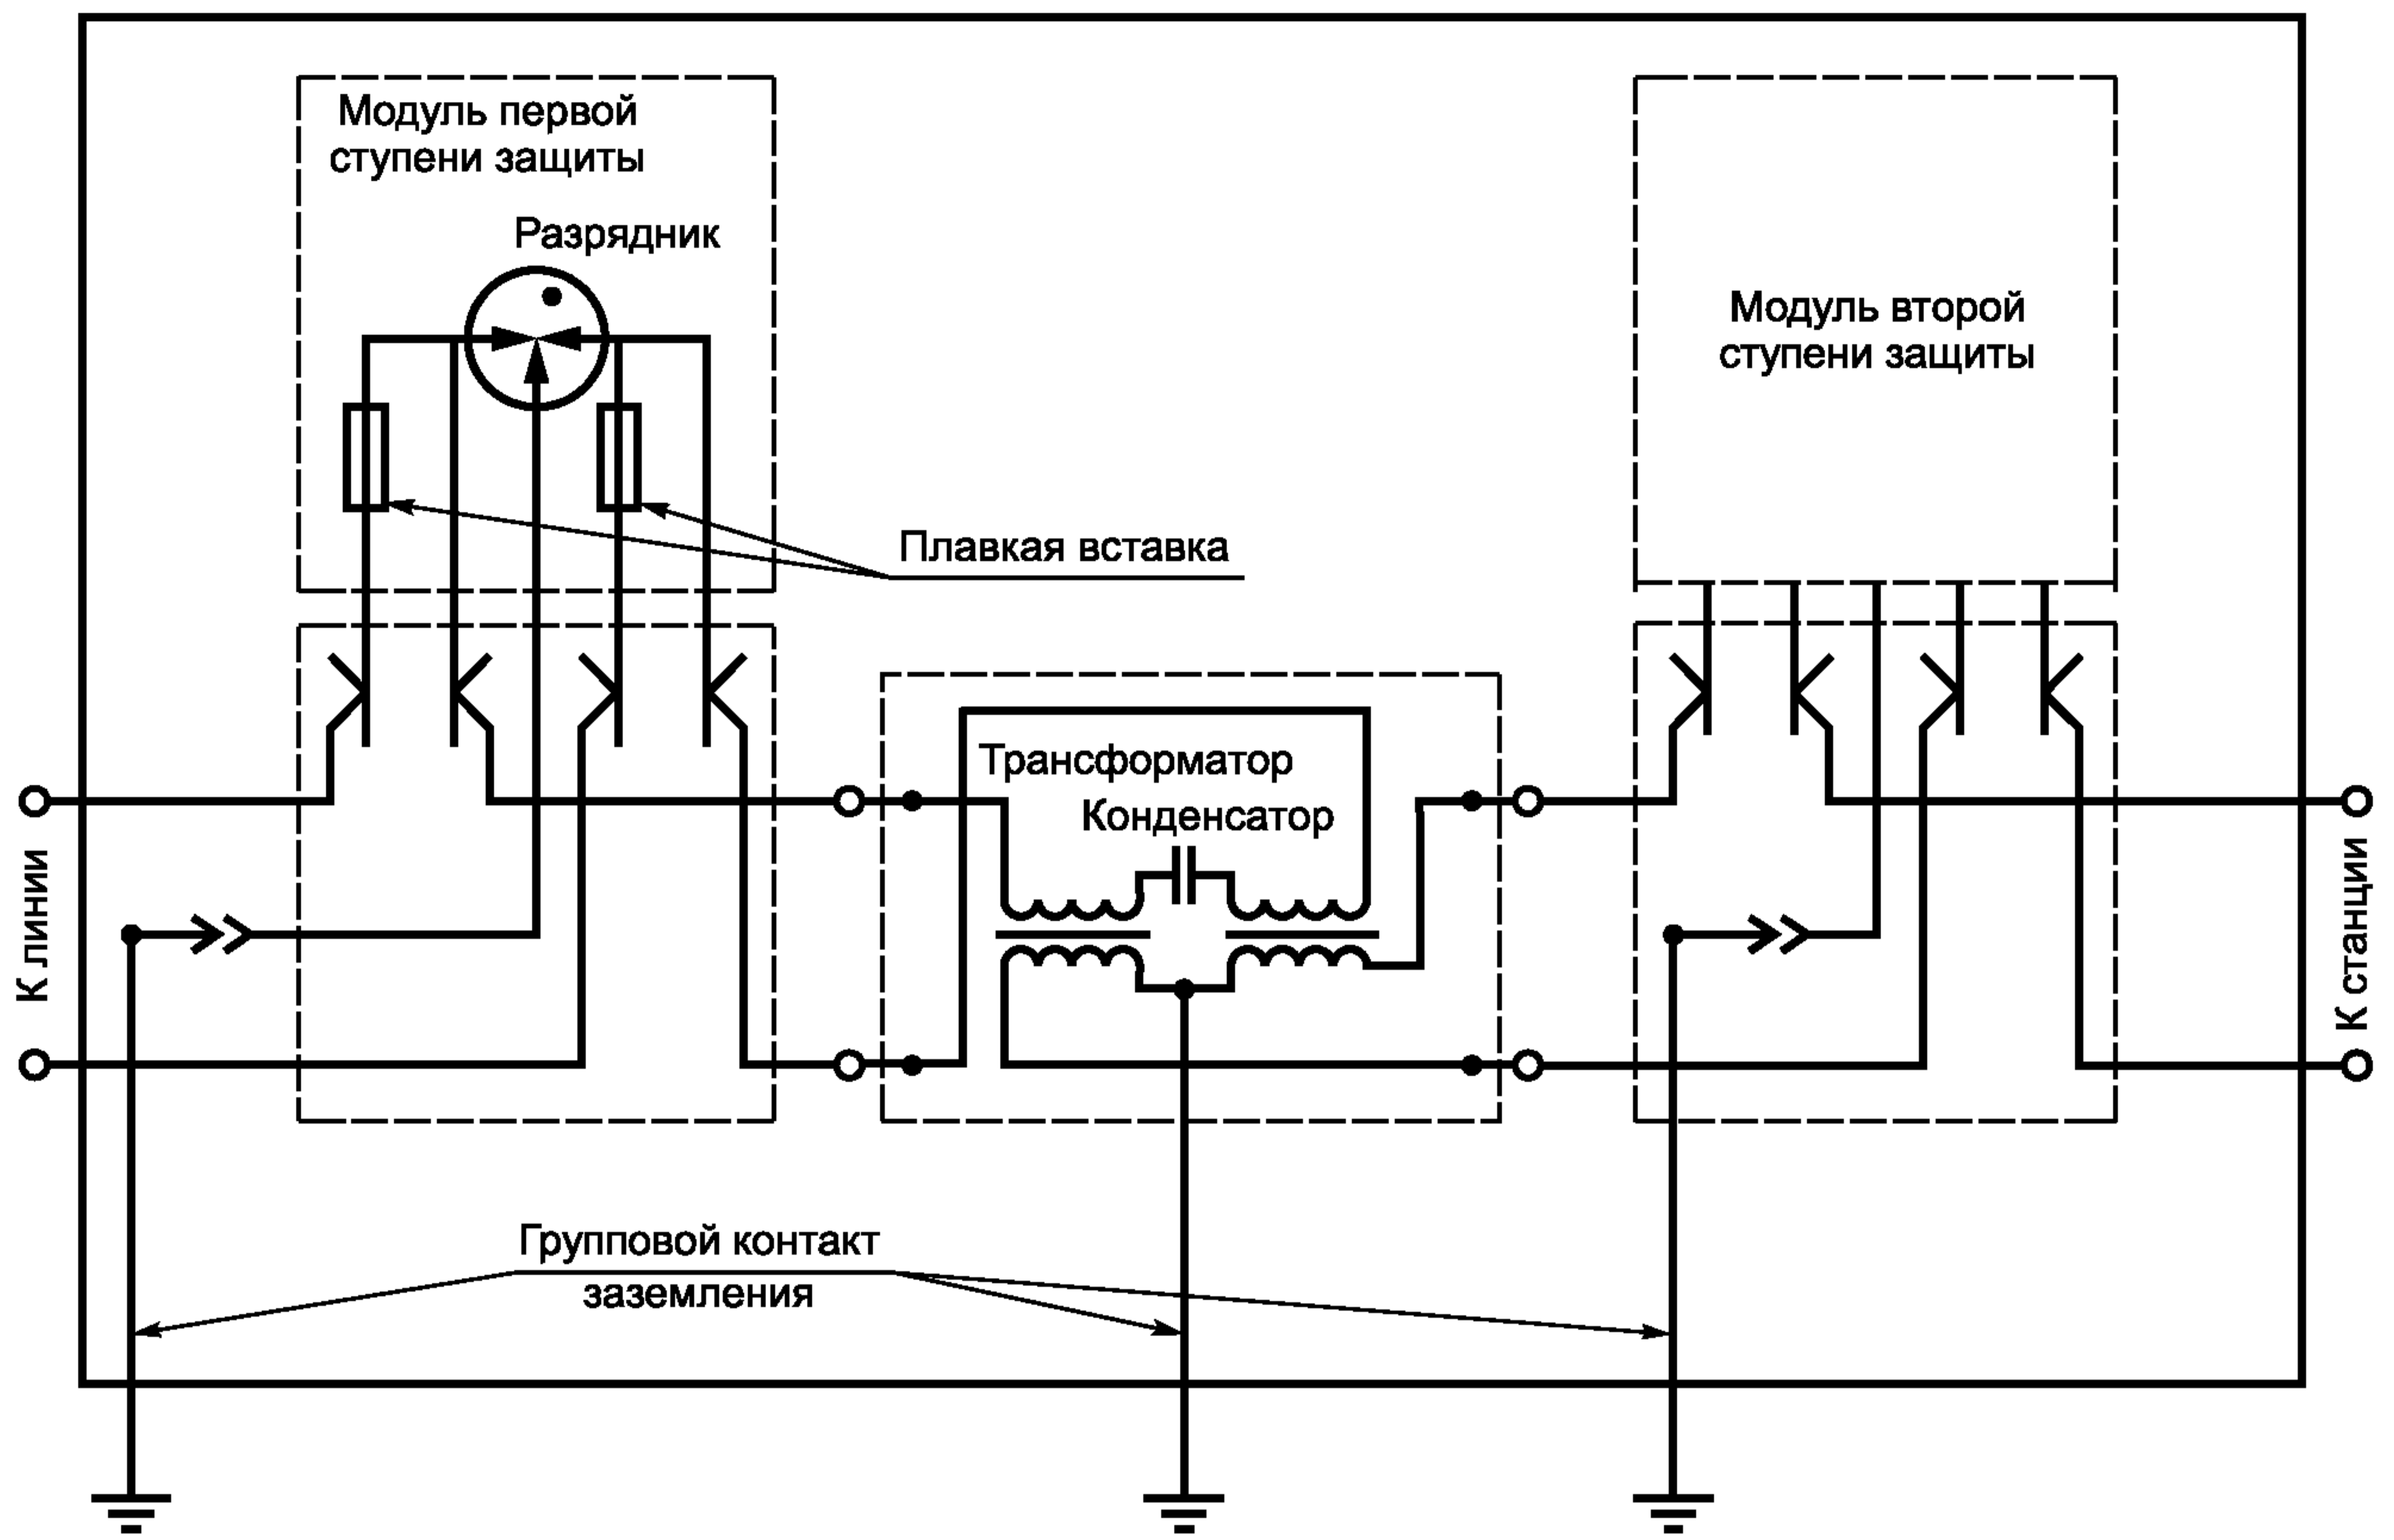 Модуль первой
ступени защиты
Разрядник
Модуль второй
ступени защиты
Плавкая вставка
Трансформатор
Конденсатор
К линии
К станции
Групповой контакт
заземления